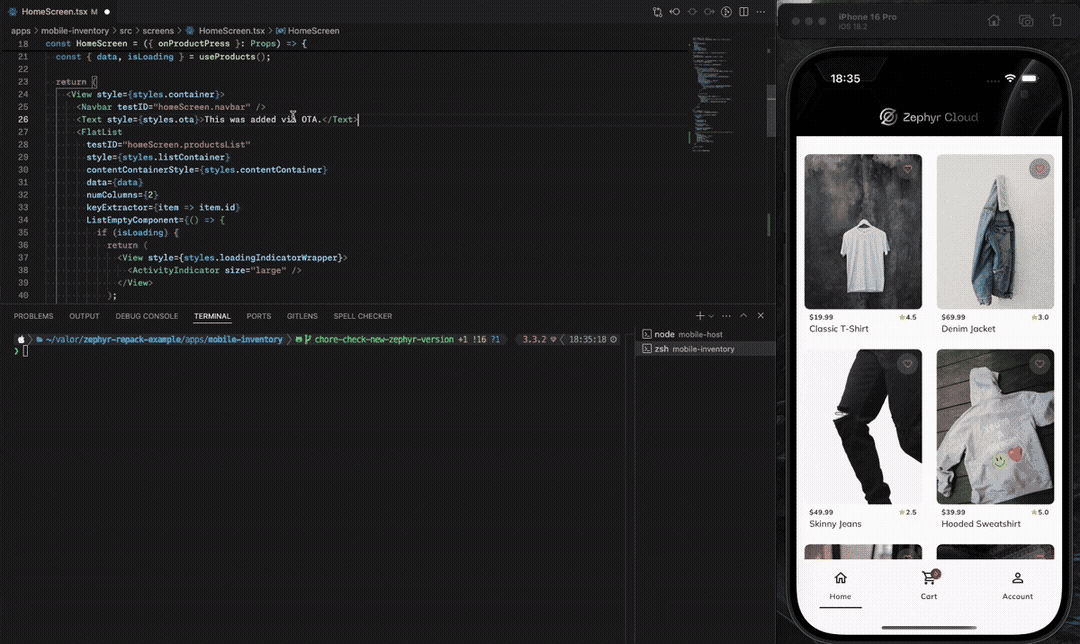 HomeScreen.tsx M
apps > mobile-inventory > src > screens > HomeScreen.tsx > HomeScreen
18 const HomeScreen = ({ onProductPress }: Props) => {
21 const { data, isLoading } = useProducts();
22
23 return (
24 <View style={styles.container}>
25 <Navbar testID="homeScreen.navbar" />
26 <Text style={styles.ota}>This was added via OTA.</Text>
27 <FlatList
28 testID="homeScreen.productsList"
29 style={styles.listContainer}
30 contentContainerStyle={styles.contentContainer}
31 data={data}
32 numColumns={2}
33 keyExtractor={item => item.id}
34 ListEmptyComponent={() => {
35 if (isLoading) {
36 return (
37 <View style={styles.loadingIndicatorWrapper}>
38 <ActivityIndicator size="large" />
39 </View>
40 );
PROBLEMS OUTPUT DEBUG CONSOLE TERMINAL PORTS GITLENS SPELL CHECKER
~/valor/zephyr-repack-example/apps/mobile-inventory chore-check-new-zephyr-version +1 !16 ?1 3.3.2 18:35:18
node mobile-host
zsh mobile-inventory
iPhone 16 Pro
iOS 18.2
18:35
Zephyr Cloud
$19.99 4.5
Classic T-Shirt
$69.99 3.0
Denim Jacket
$49.99 2.5
Skinny Jeans
$39.99 5.0
Hooded Sweatshirt
Home Cart Account